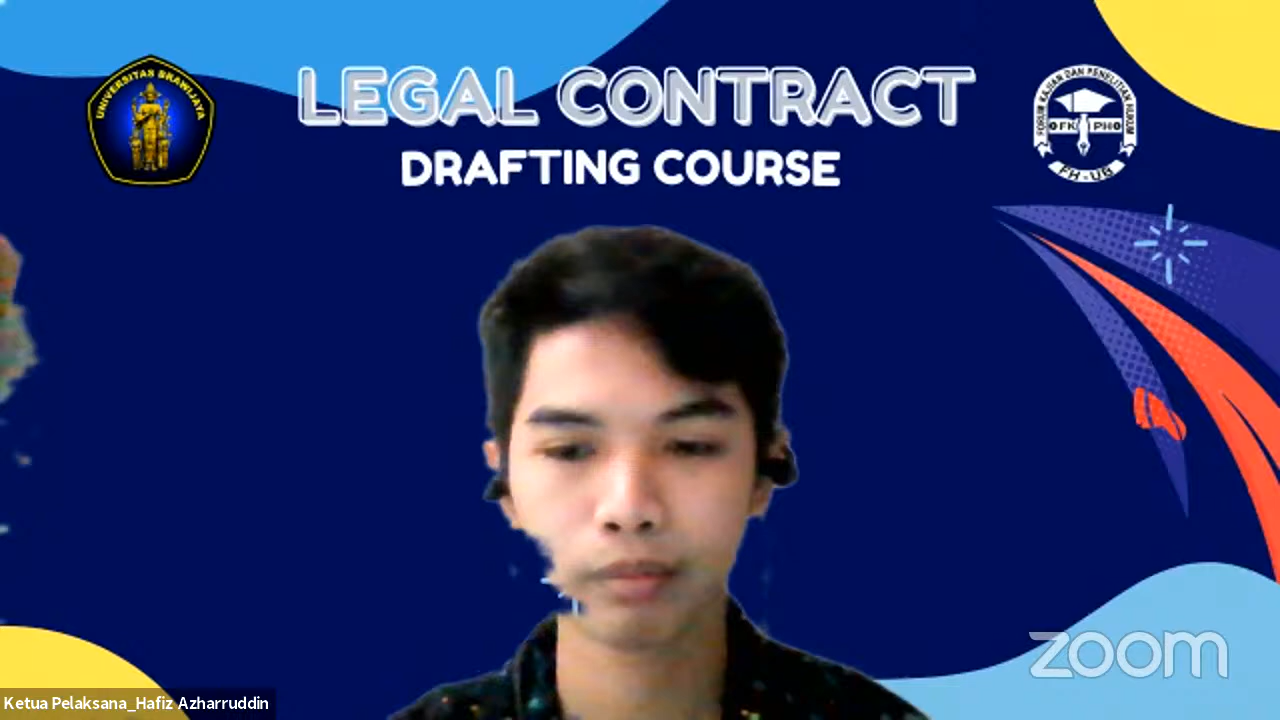 LEGAL CONTRACT
DRAFTING COURSE
UNIVERSITAS BRAWIJAYA
FORUM KAJIAN DAN PENELITIAN HUKUM
FKPH
FH - UB
zoom
Ketua Pelaksana_Hafiz Azharruddin